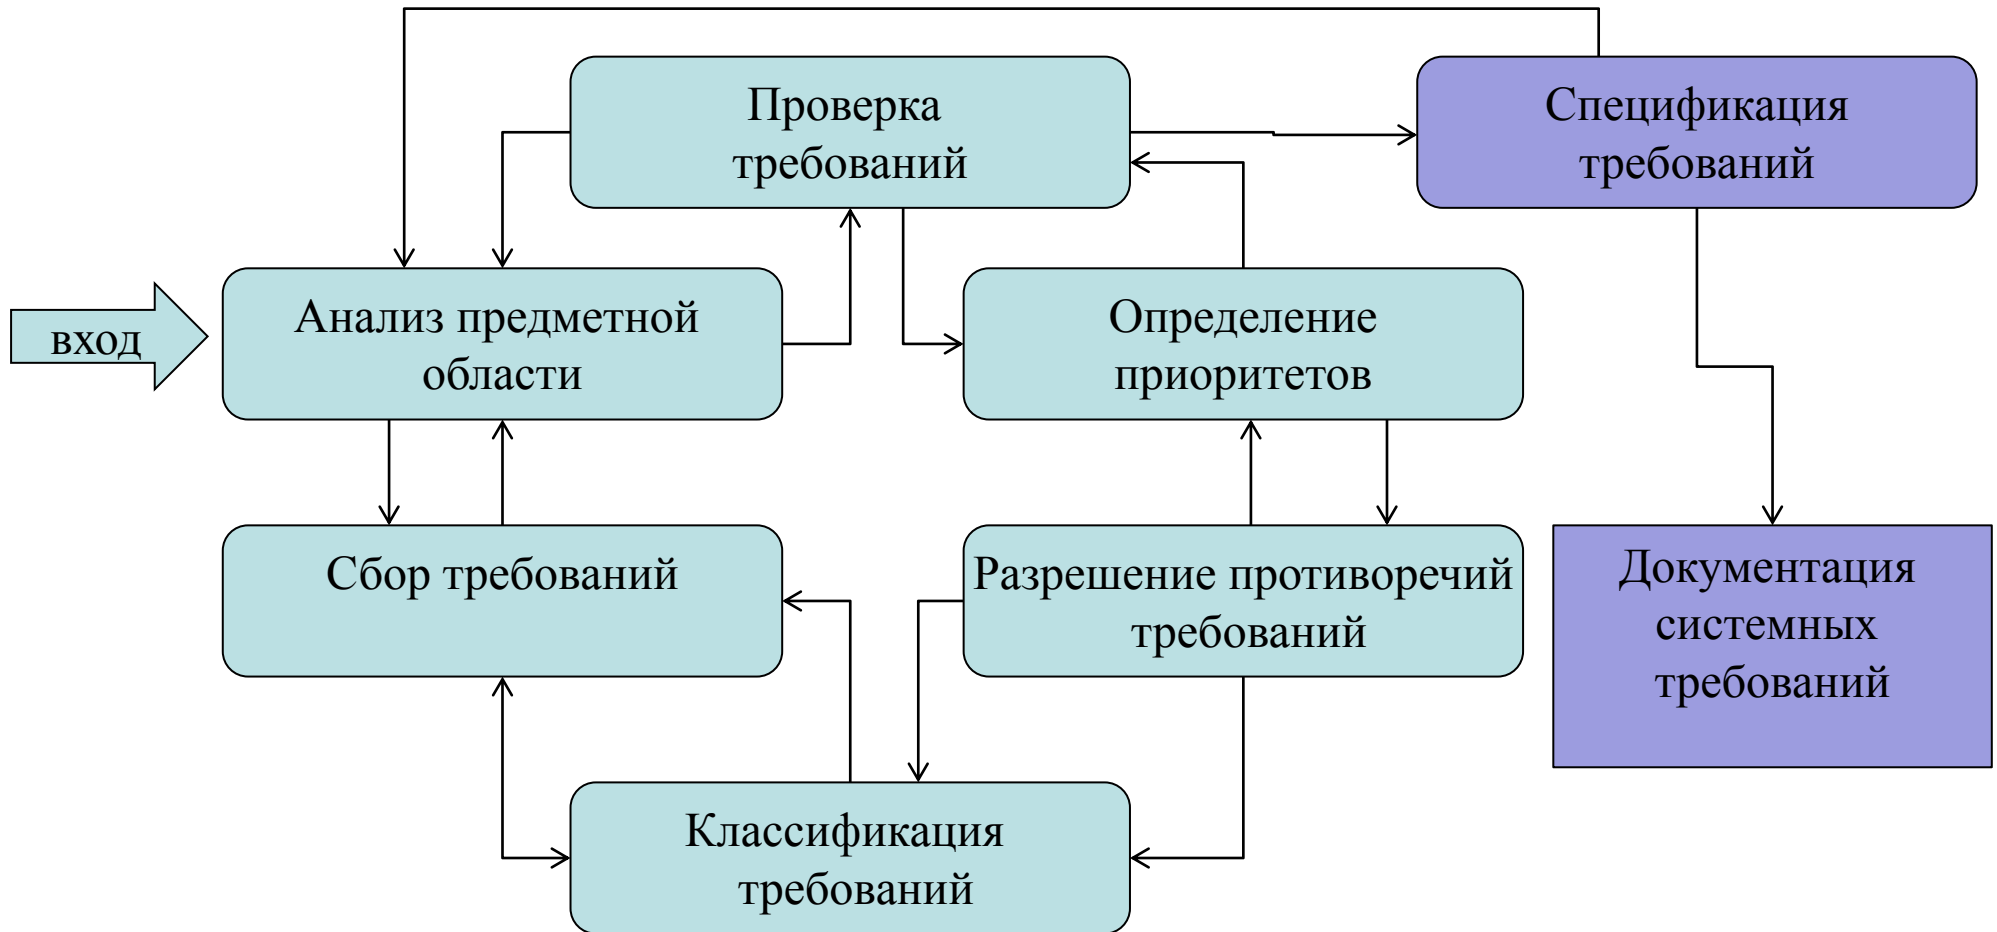 Проверка
требований
Спецификация
требований
вход
Анализ предметной
области
Определение
приоритетов
Сбор требований
Разрешение противоречий
требований
Документация
системных
требований
Классификация
требований